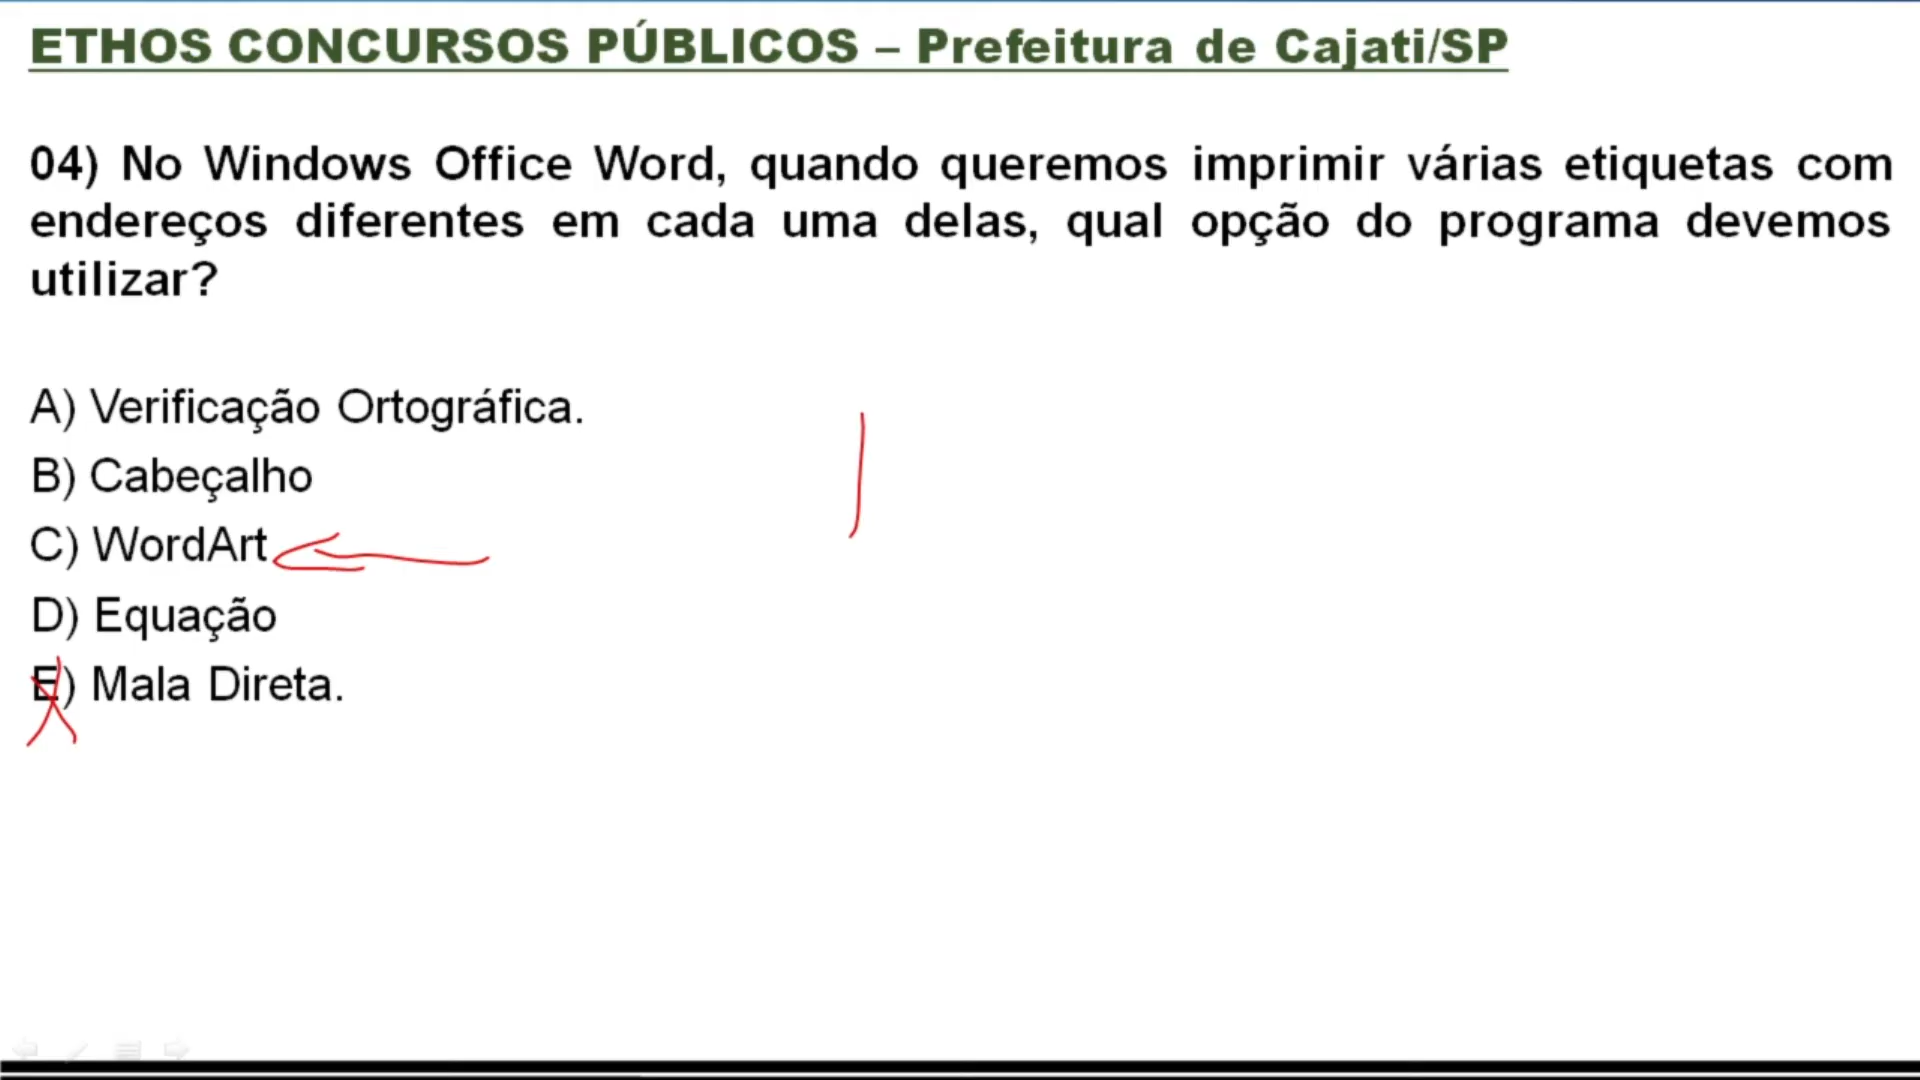 ETHOS CONCURSOS PÚBLICOS – Prefeitura de Cajati/SP
04) No Windows Office Word, quando queremos imprimir várias etiquetas com
endereços diferentes em cada uma delas, qual opção do programa devemos
utilizar?
A) Verificação Ortográfica.
B) Cabeçalho
C) WordArt
D) Equação
E) Mala Direta.